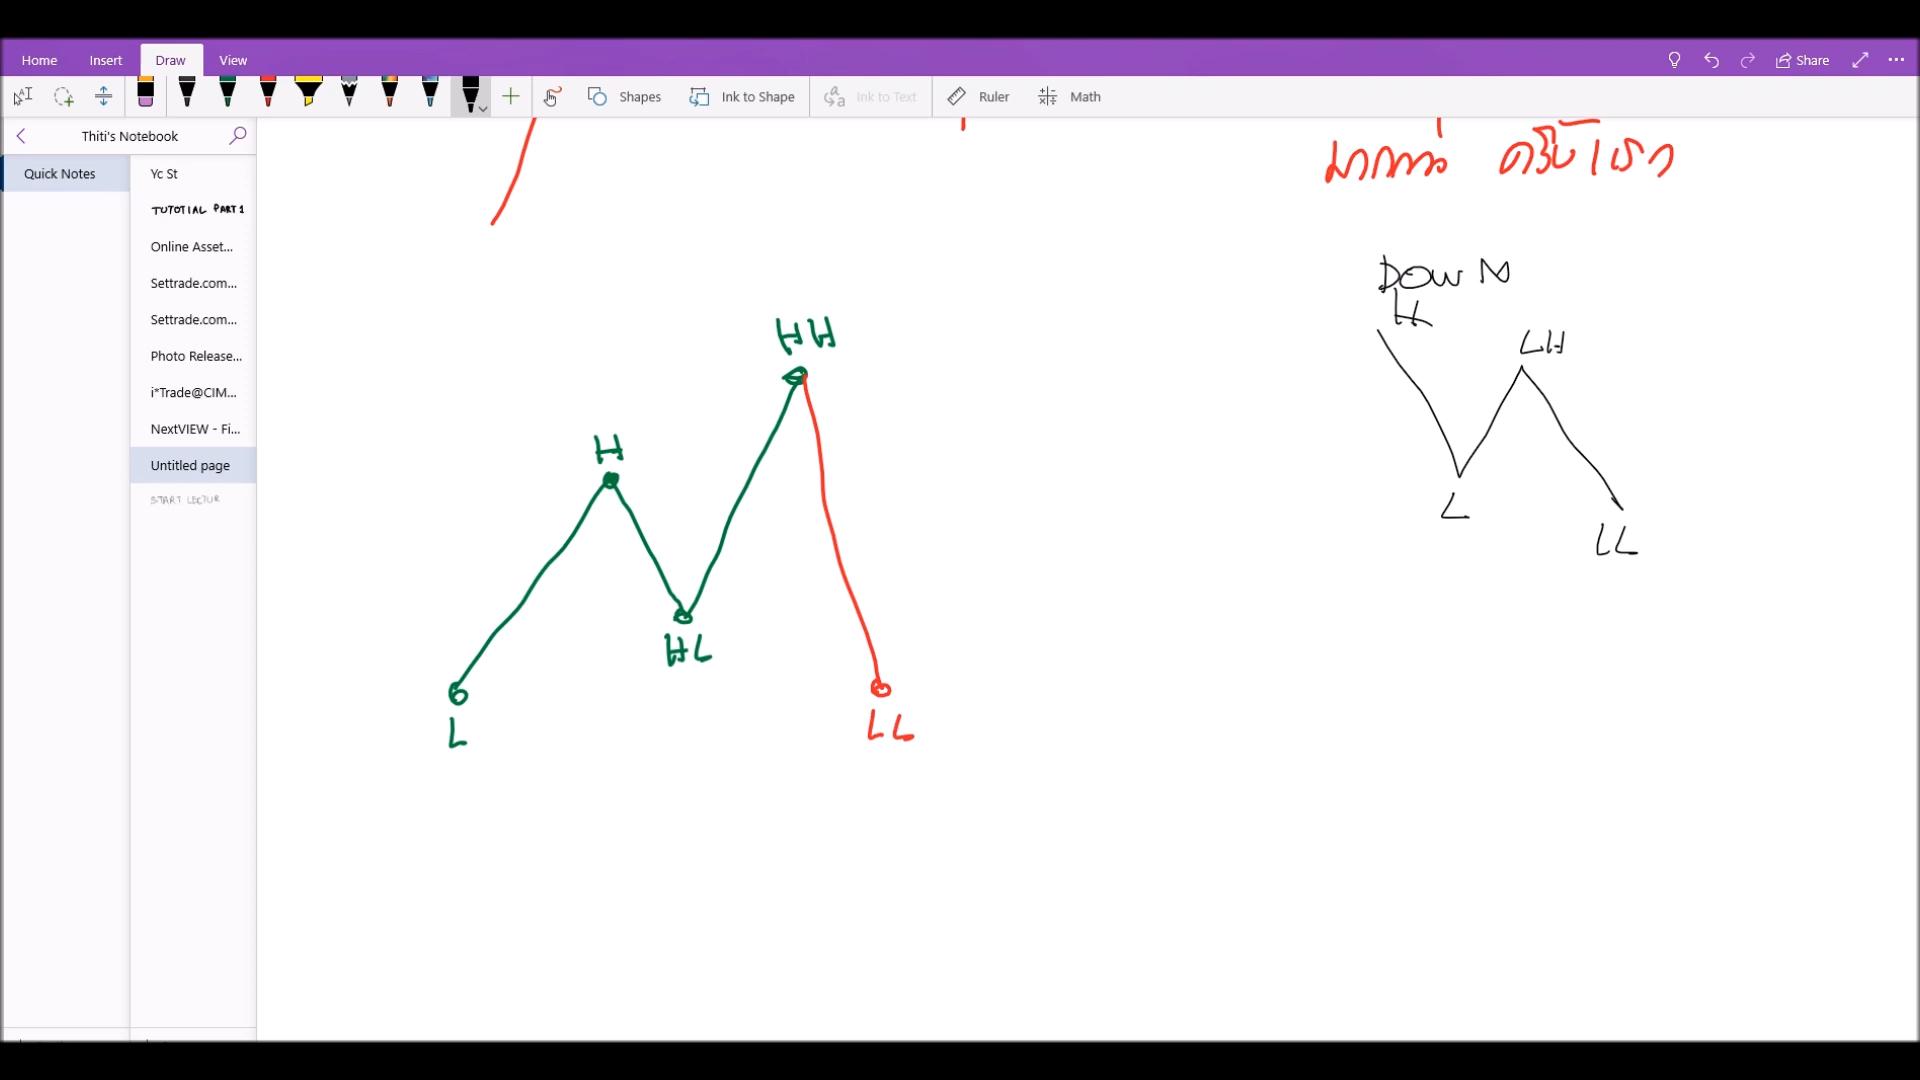 Home Insert Draw View Share
Shapes Ink to Shape Ink to Text Ruler Math
Thiti's Notebook
Quick Notes
Yc St
TUTOTIAL PART 1
Online Asset...
Settrade.com...
Settrade.com...
Photo Release...
i*Trade@CIM...
NextVIEW - Fi...
Untitled page
START LECTUR
DOWN
H
LH
L
LL
HH
H
HL
L
LL